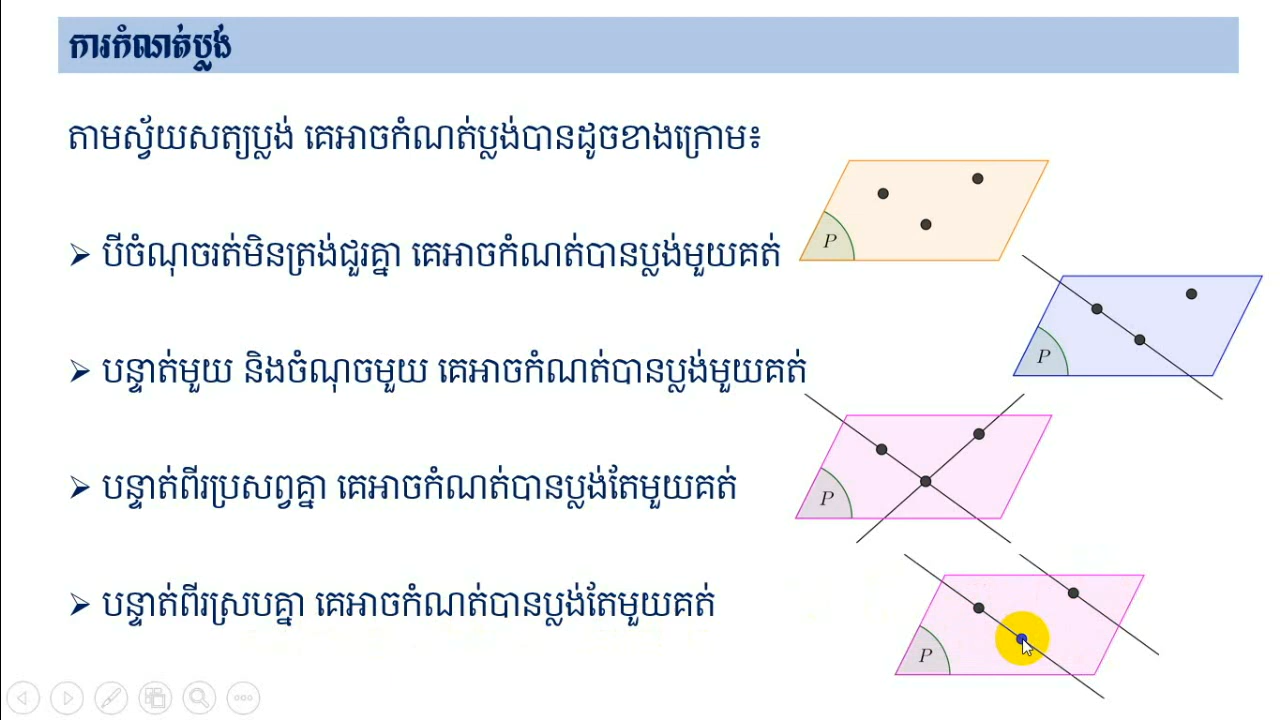 ការកំណត់ប្លង់
តាមស្វ័យសត្យប្លង់ គេអាចកំណត់ប្លង់បានដូចខាងក្រោម៖
➢ បីចំណុចរត់មិនត្រង់ជួរគ្នា គេអាចកំណត់បានប្លង់មួយគត់
P
➢ បន្ទាត់មួយ និងចំណុចមួយ គេអាចកំណត់បានប្លង់មួយគត់
P
➢ បន្ទាត់ពីរប្រសព្វគ្នា គេអាចកំណត់បានប្លង់តែមួយគត់
P
➢ បន្ទាត់ពីរស្របគ្នា គេអាចកំណត់បានប្លង់តែមួយគត់
P